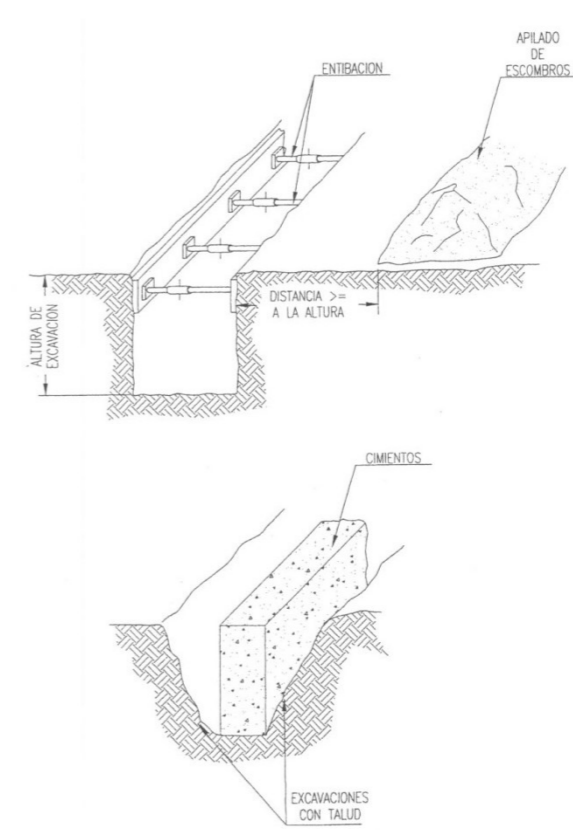 APILADO
DE
ESCOMBROS
ENTIBACION
DISTANCIA >=
A LA ALTURA
ALTURA DE
EXCAVACION
CIMIENTOS
EXCAVACIONES
CON TALUD